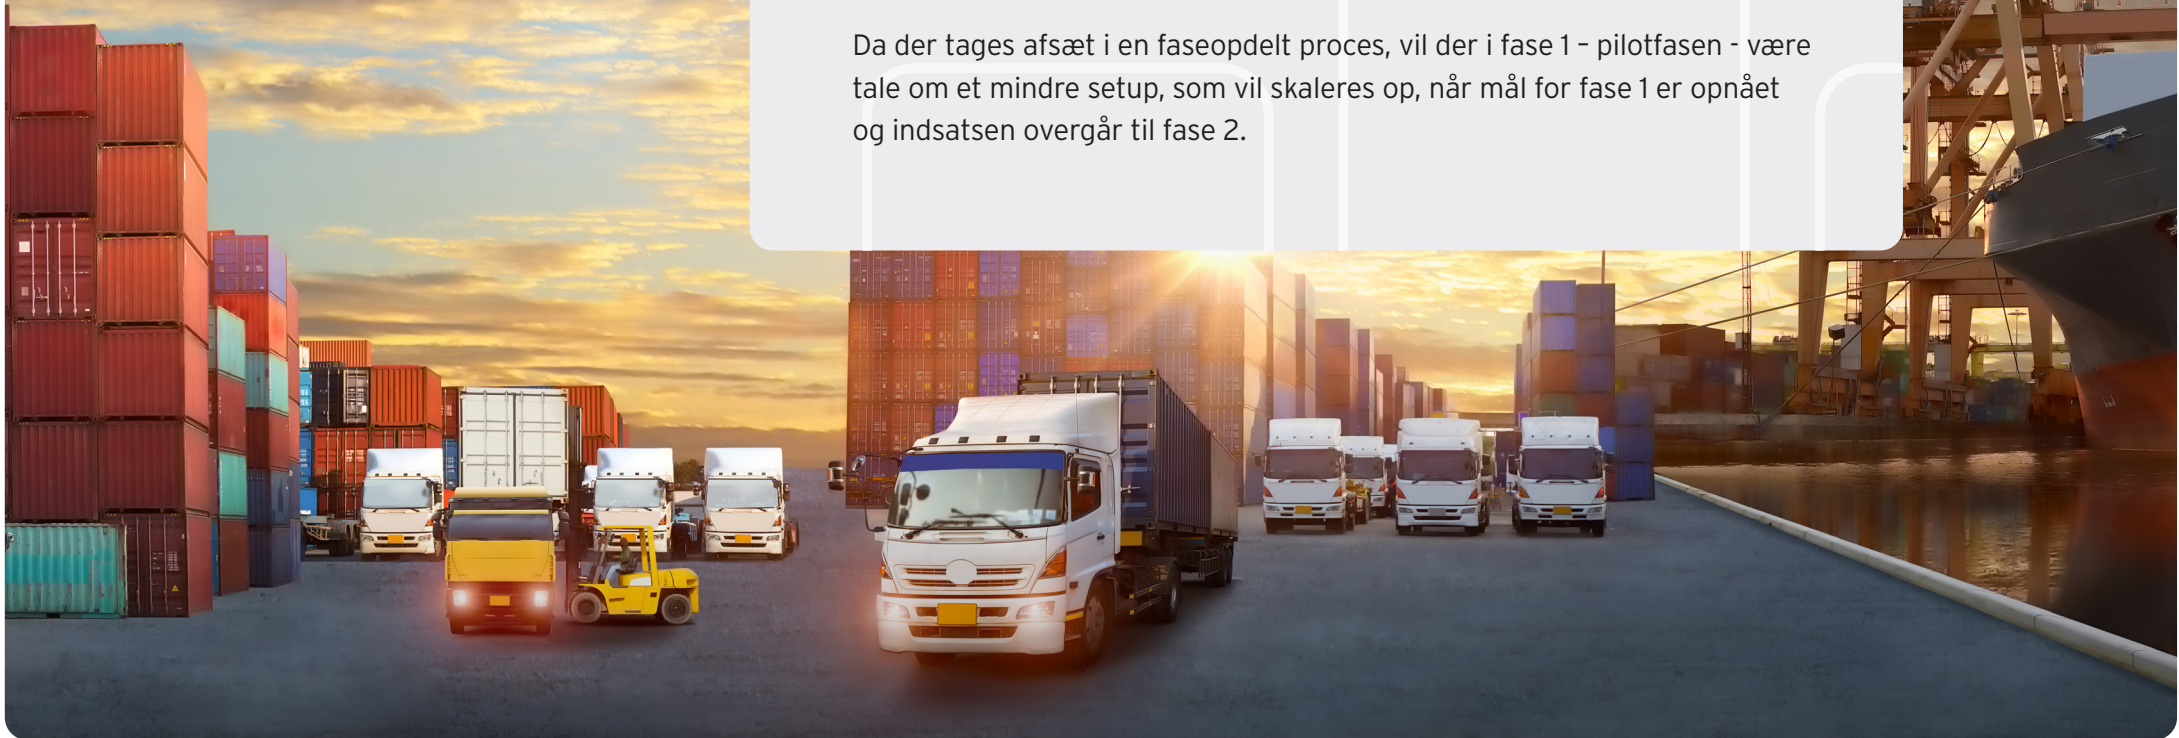 Da der tages afsæt i en faseopdelt proces, vil der i fase 1 – pilotfasen - være
tale om et mindre setup, som vil skaleres op, når mål for fase 1 er opnået
og indsatsen overgår til fase 2.